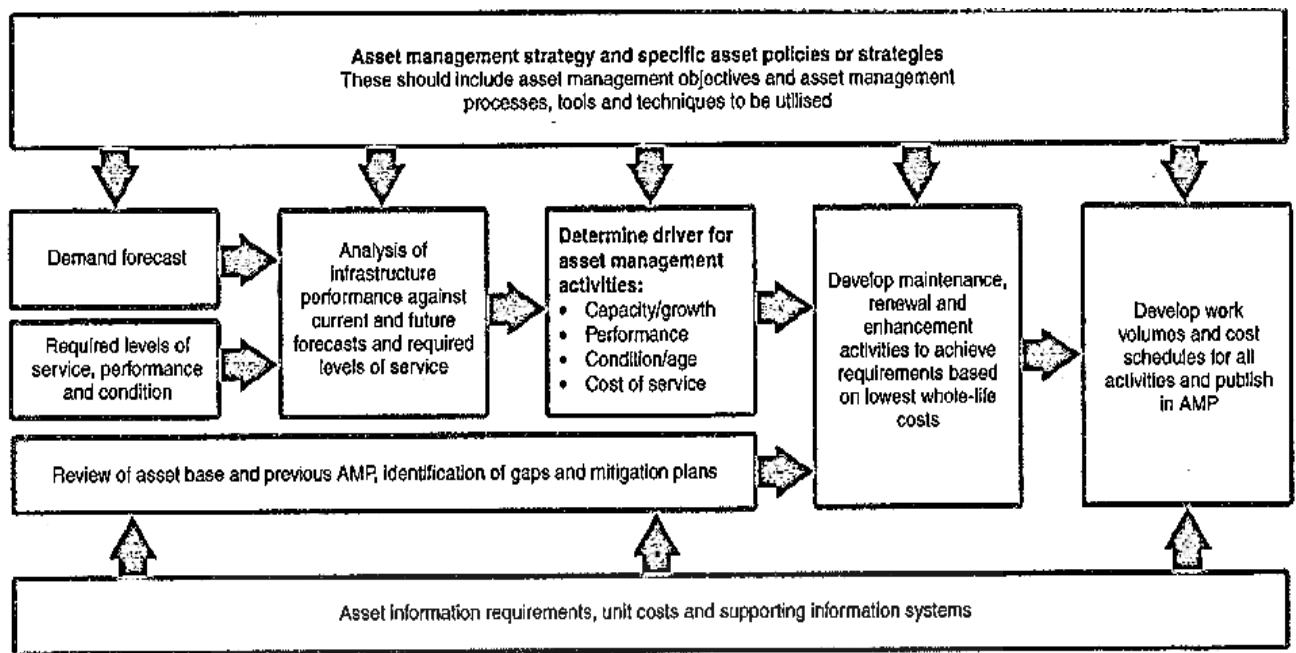 Asset management strategy and specific asset policies or strategies
These should include asset management objectives and asset management
processes, tools and techniques to be utilised
Demand forecast
Required levels of
service, performance
and condition
Analysis of
infrastructure
performance against
current and future
forecasts and required
levels of service
Determine driver for
asset management
activities:
• Capacity/growth
• Performance
• Condition/age
• Cost of service
Develop maintenance,
renewal and
enhancement
activities to achieve
requirements based
on lowest whole-life
costs
Develop work
volumes and cost
schedules for all
activities and publish
in AMP
Review of asset base and previous AMP, identification of gaps and mitigation plans
Asset information requirements, unit costs and supporting information systems